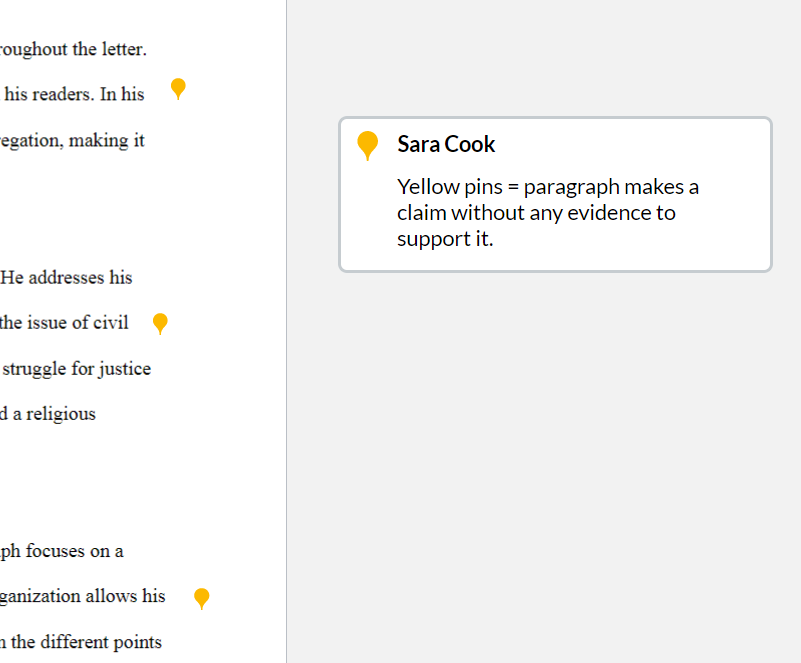 roughout the letter.
his readers. In his
egation, making it
He addresses his
the issue of civil
struggle for justice
d a religious
ph focuses on a
ganization allows his
n the different points
Sara Cook
Yellow pins = paragraph makes a
claim without any evidence to
support it.